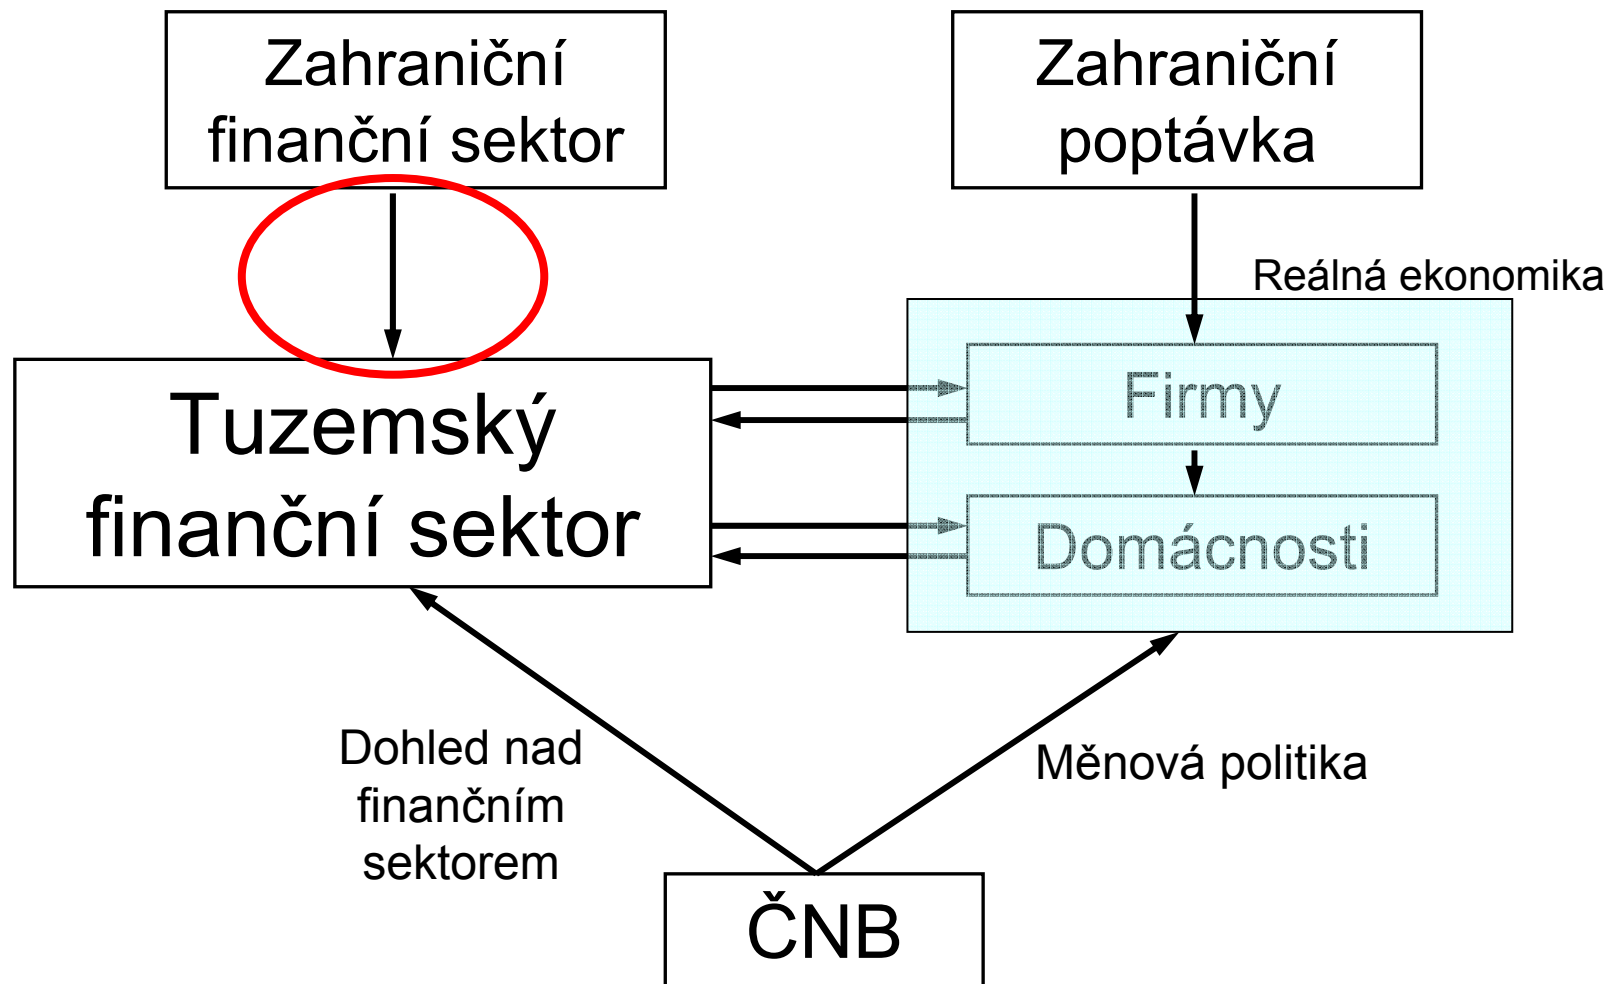 Zahraniční
finanční sektor
Zahraniční
poptávka
Reálná ekonomika
Tuzemský
finanční sektor
Firmy
Domácnosti
Dohled nad
finančním
sektorem
Měnová politika
ČNB